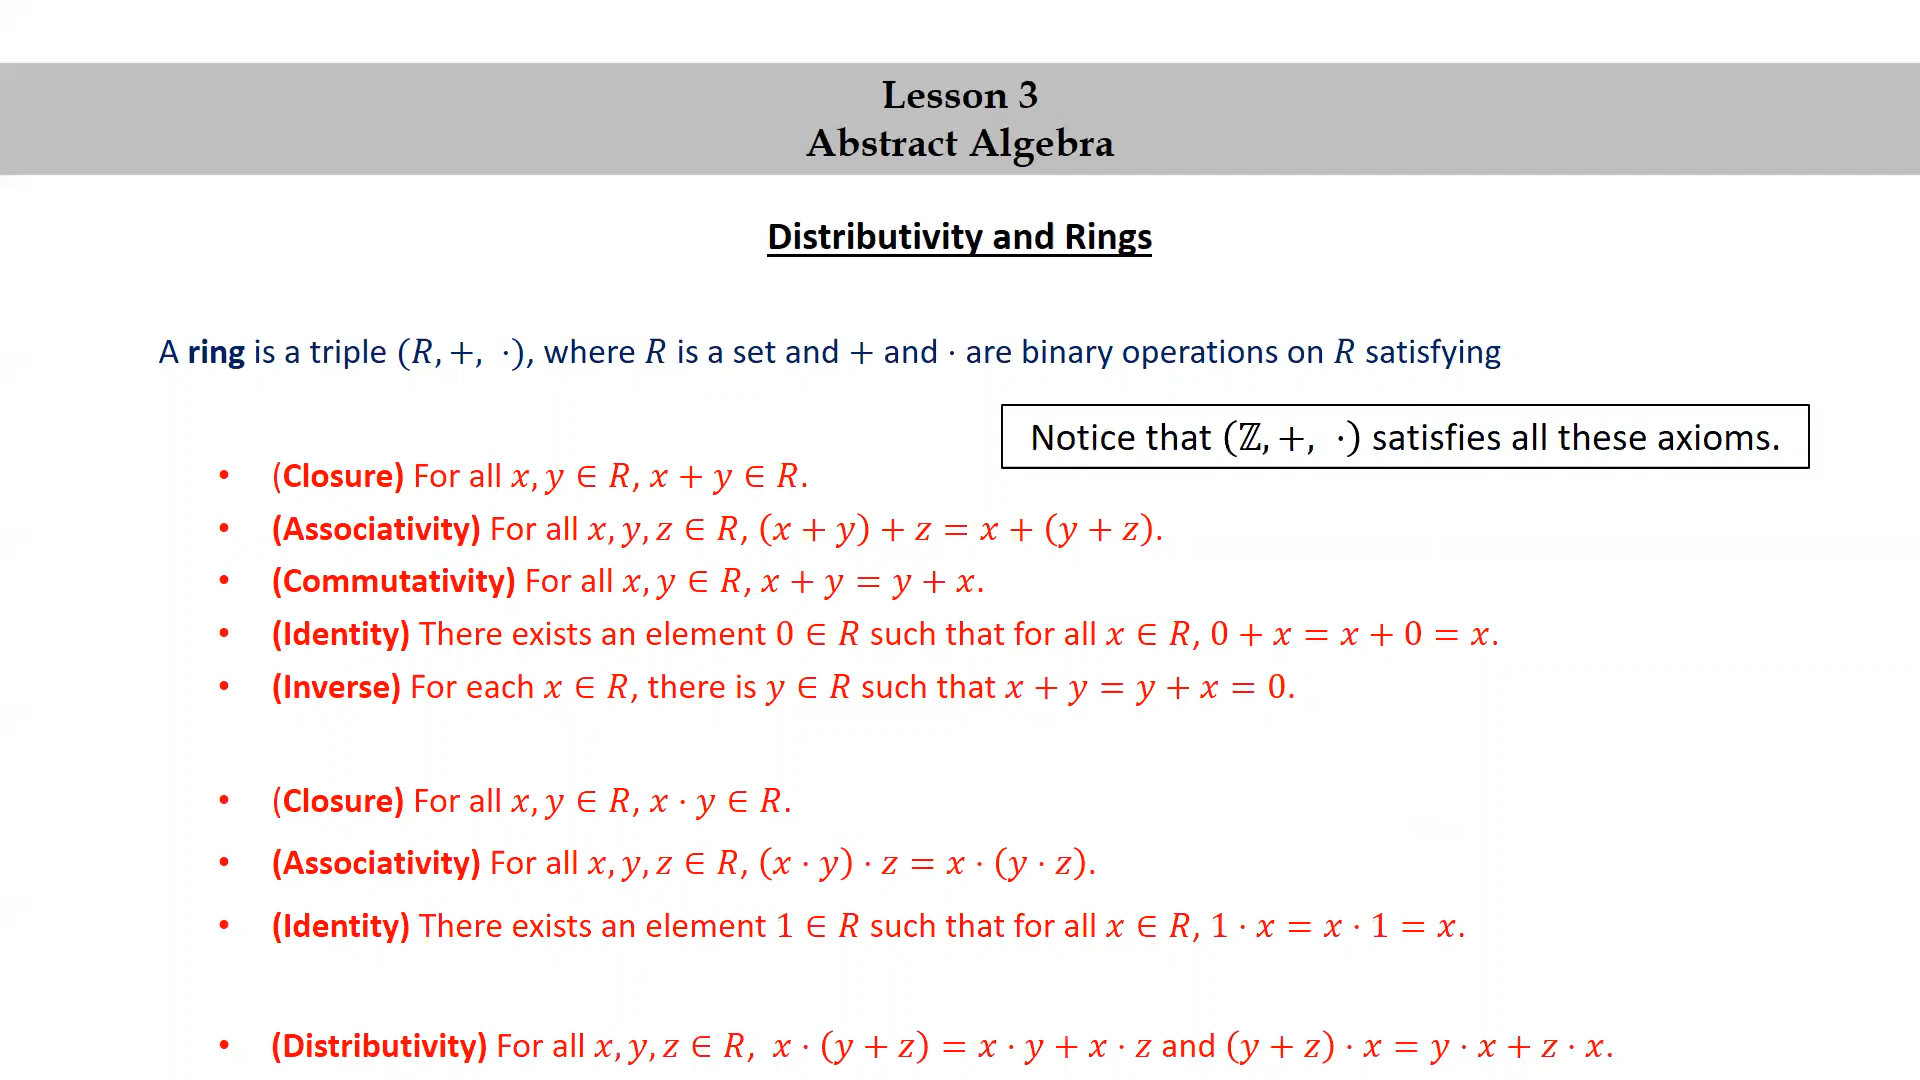 Lesson 3
Abstract Algebra
Distributivity and Rings
A ring is a triple (𝑅, +, ·), where 𝑅 is a set and + and · are binary operations on 𝑅 satisfying
Notice that (ℤ, +, ·) satisfies all these axioms.
• (Closure) For all 𝑥, 𝑦 ∈ 𝑅, 𝑥 + 𝑦 ∈ 𝑅.
• (Associativity) For all 𝑥, 𝑦, 𝑧 ∈ 𝑅, (𝑥 + 𝑦) + 𝑧 = 𝑥 + (𝑦 + 𝑧).
• (Commutativity) For all 𝑥, 𝑦 ∈ 𝑅, 𝑥 + 𝑦 = 𝑦 + 𝑥.
• (Identity) There exists an element 0 ∈ 𝑅 such that for all 𝑥 ∈ 𝑅, 0 + 𝑥 = 𝑥 + 0 = 𝑥.
• (Inverse) For each 𝑥 ∈ 𝑅, there is 𝑦 ∈ 𝑅 such that 𝑥 + 𝑦 = 𝑦 + 𝑥 = 0.
• (Closure) For all 𝑥, 𝑦 ∈ 𝑅, 𝑥 · 𝑦 ∈ 𝑅.
• (Associativity) For all 𝑥, 𝑦, 𝑧 ∈ 𝑅, (𝑥 · 𝑦) · 𝑧 = 𝑥 · (𝑦 · 𝑧).
• (Identity) There exists an element 1 ∈ 𝑅 such that for all 𝑥 ∈ 𝑅, 1 · 𝑥 = 𝑥 · 1 = 𝑥.
• (Distributivity) For all 𝑥, 𝑦, 𝑧 ∈ 𝑅, 𝑥 · (𝑦 + 𝑧) = 𝑥 · 𝑦 + 𝑥 · 𝑧 and (𝑦 + 𝑧) · 𝑥 = 𝑦 · 𝑥 + 𝑧 · 𝑥.